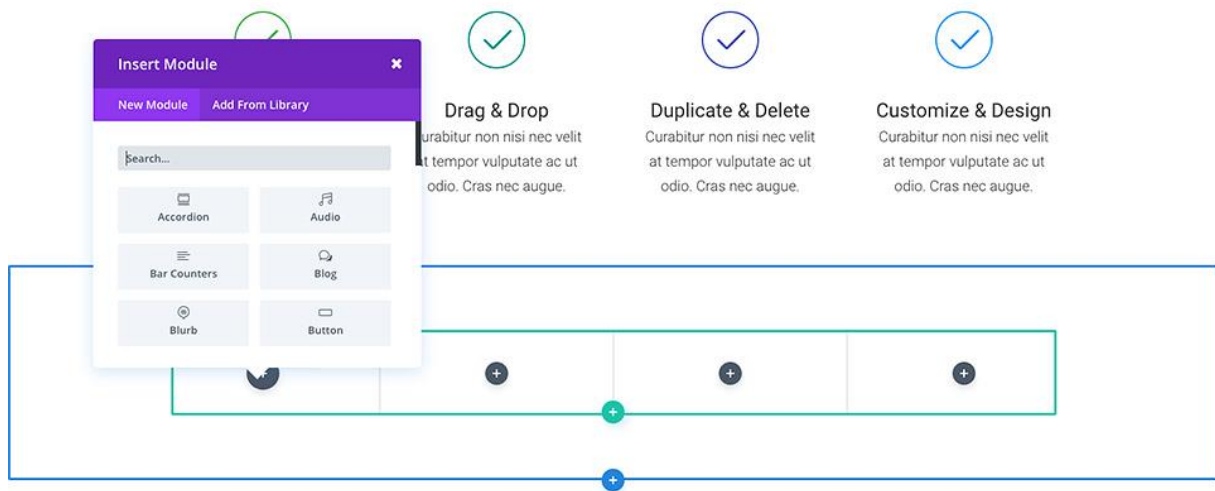 Insert Module
New Module Add From Library
Search...
Accordion
Audio
Bar Counters
Blog
Blurb
Button
Drag & Drop
urabitur non nisi nec velit
at tempor vulputate ac ut
odio. Cras nec augue.
Duplicate & Delete
Curabitur non nisi nec velit
at tempor vulputate ac ut
odio. Cras nec augue.
Customize & Design
Curabitur non nisi nec velit
at tempor vulputate ac ut
odio. Cras nec augue.